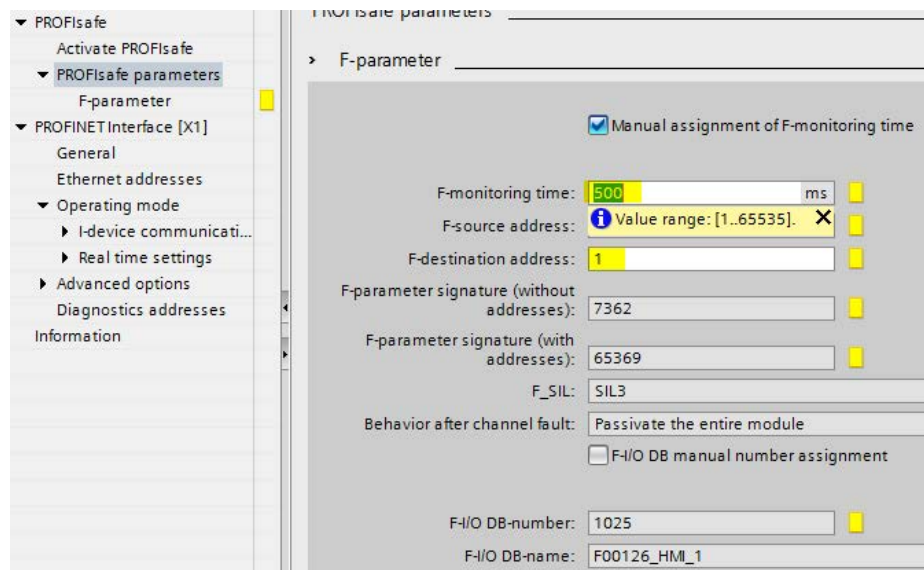 PROFIsafe
Activate PROFIsafe
PROFIsafe parameters
F-parameter
PROFINET Interface [X1]
General
Ethernet addresses
Operating mode
I-device communicati...
Real time settings
Advanced options
Diagnostics addresses
Information
PROFIsafe parameters
F-parameter
Manual assignment of F-monitoring time
F-monitoring time: 500 ms
F-source address: Value range: [1..65535].
F-destination address: 1
F-parameter signature (without
addresses): 7362
F-parameter signature (with
addresses): 65369
F_SIL: SIL3
Behavior after channel fault: Passivate the entire module
F-I/O DB manual number assignment
F-I/O DB-number: 1025
F-I/O DB-name: F00126_HMI_1